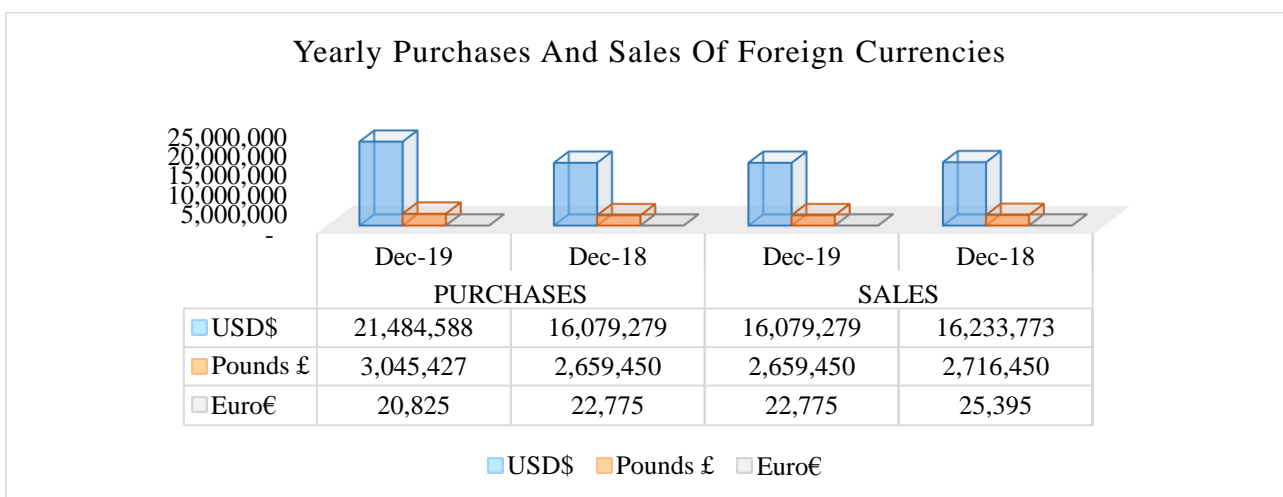 Yearly Purchases And Sales Of Foreign Currencies
25,000,000
20,000,000
15,000,000
10,000,000
5,000,000
-
Dec-19 Dec-18 Dec-19 Dec-18
PURCHASES SALES
USD$ 21,484,588 16,079,279 16,079,279 16,233,773
Pounds £ 3,045,427 2,659,450 2,659,450 2,716,450
Euro€ 20,825 22,775 22,775 25,395
USD$ Pounds £ Euro€